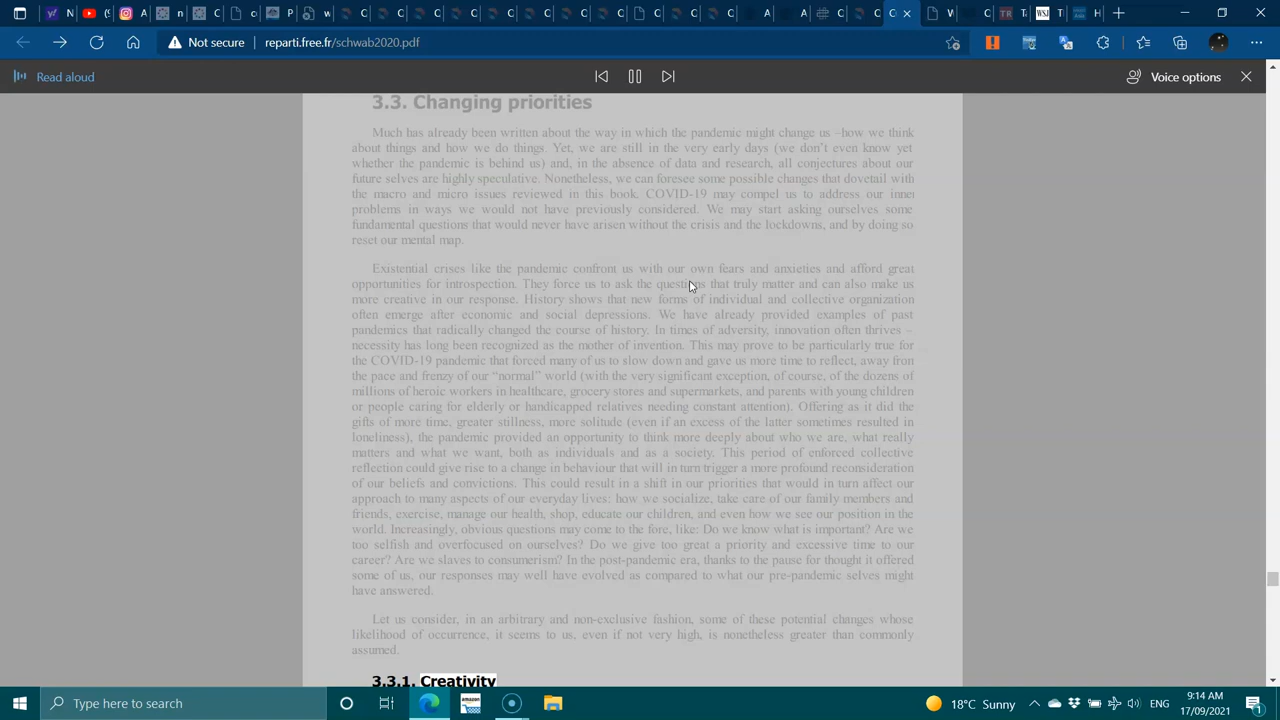 N
C
C
n
C
C
P
w
C
C
C
C
C
C
C
C
C
A
C
C
C
W
C
T
T
H
Not secure
reparti.free.fr/schwab2020.pdf
Read aloud
Voice options
3.3. Changing priorities
Much has already been written about the way in which the pandemic might change us –how we think
about things and how we do things. Yet, we are still in the very early days (we don't even know yet
whether the pandemic is behind us) and, in the absence of data and research, all conjectures about our
future selves are highly speculative. Nonetheless, we can foresee some possible changes that dovetail with
the macro and micro issues reviewed in this book. COVID-19 may compel us to address our inner
problems in ways we would not have previously considered. We may start asking ourselves some
fundamental questions that would never have arisen without the crisis and the lockdowns, and by doing so
reset our mental map.
Existential crises like the pandemic confront us with our own fears and anxieties and afford great
opportunities for introspection. They force us to ask the questions that truly matter and can also make us
more creative in our response. History shows that new forms of individual and collective organization
often emerge after economic and social depressions. We have already provided examples of past
pandemics that radically changed the course of history. In times of adversity, innovation often thrives –
necessity has long been recognized as the mother of invention. This may prove to be particularly true for
the COVID-19 pandemic that forced many of us to slow down and gave us more time to reflect, away from
the pace and frenzy of our “normal” world (with the very significant exception, of course, of the dozens of
millions of heroic workers in healthcare, grocery stores and supermarkets, and parents with young children
or people caring for elderly or handicapped relatives needing constant attention). Offering as it did the
gifts of more time, greater stillness, more solitude (even if an excess of the latter sometimes resulted in
loneliness), the pandemic provided an opportunity to think more deeply about who we are, what really
matters and what we want, both as individuals and as a society. This period of enforced collective
reflection could give rise to a change in behaviour that will in turn trigger a more profound reconsideration
of our beliefs and convictions. This could result in a shift in our priorities that would in turn affect our
approach to many aspects of our everyday lives: how we socialize, take care of our family members and
friends, exercise, manage our health, shop, educate our children, and even how we see our position in the
world. Increasingly, obvious questions may come to the fore, like: Do we know what is important? Are we
too selfish and overfocused on ourselves? Do we give too great a priority and excessive time to our
career? Are we slaves to consumerism? In the post-pandemic era, thanks to the pause for thought it offered
some of us, our responses may well have evolved as compared to what our pre-pandemic selves might
have answered.
Let us consider, in an arbitrary and non-exclusive fashion, some of these potential changes whose
likelihood of occurrence, it seems to us, even if not very high, is nonetheless greater than commonly
assumed.
3.3.1. Creativity
Type here to search
18°C Sunny
ENG
9:14 AM
17/09/2021